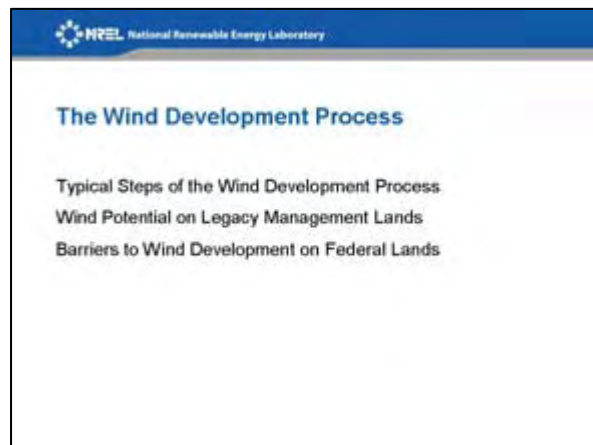 NREL National Renewable Energy Laboratory
The Wind Development Process
Typical Steps of the Wind Development Process
Wind Potential on Legacy Management Lands
Barriers to Wind Development on Federal Lands